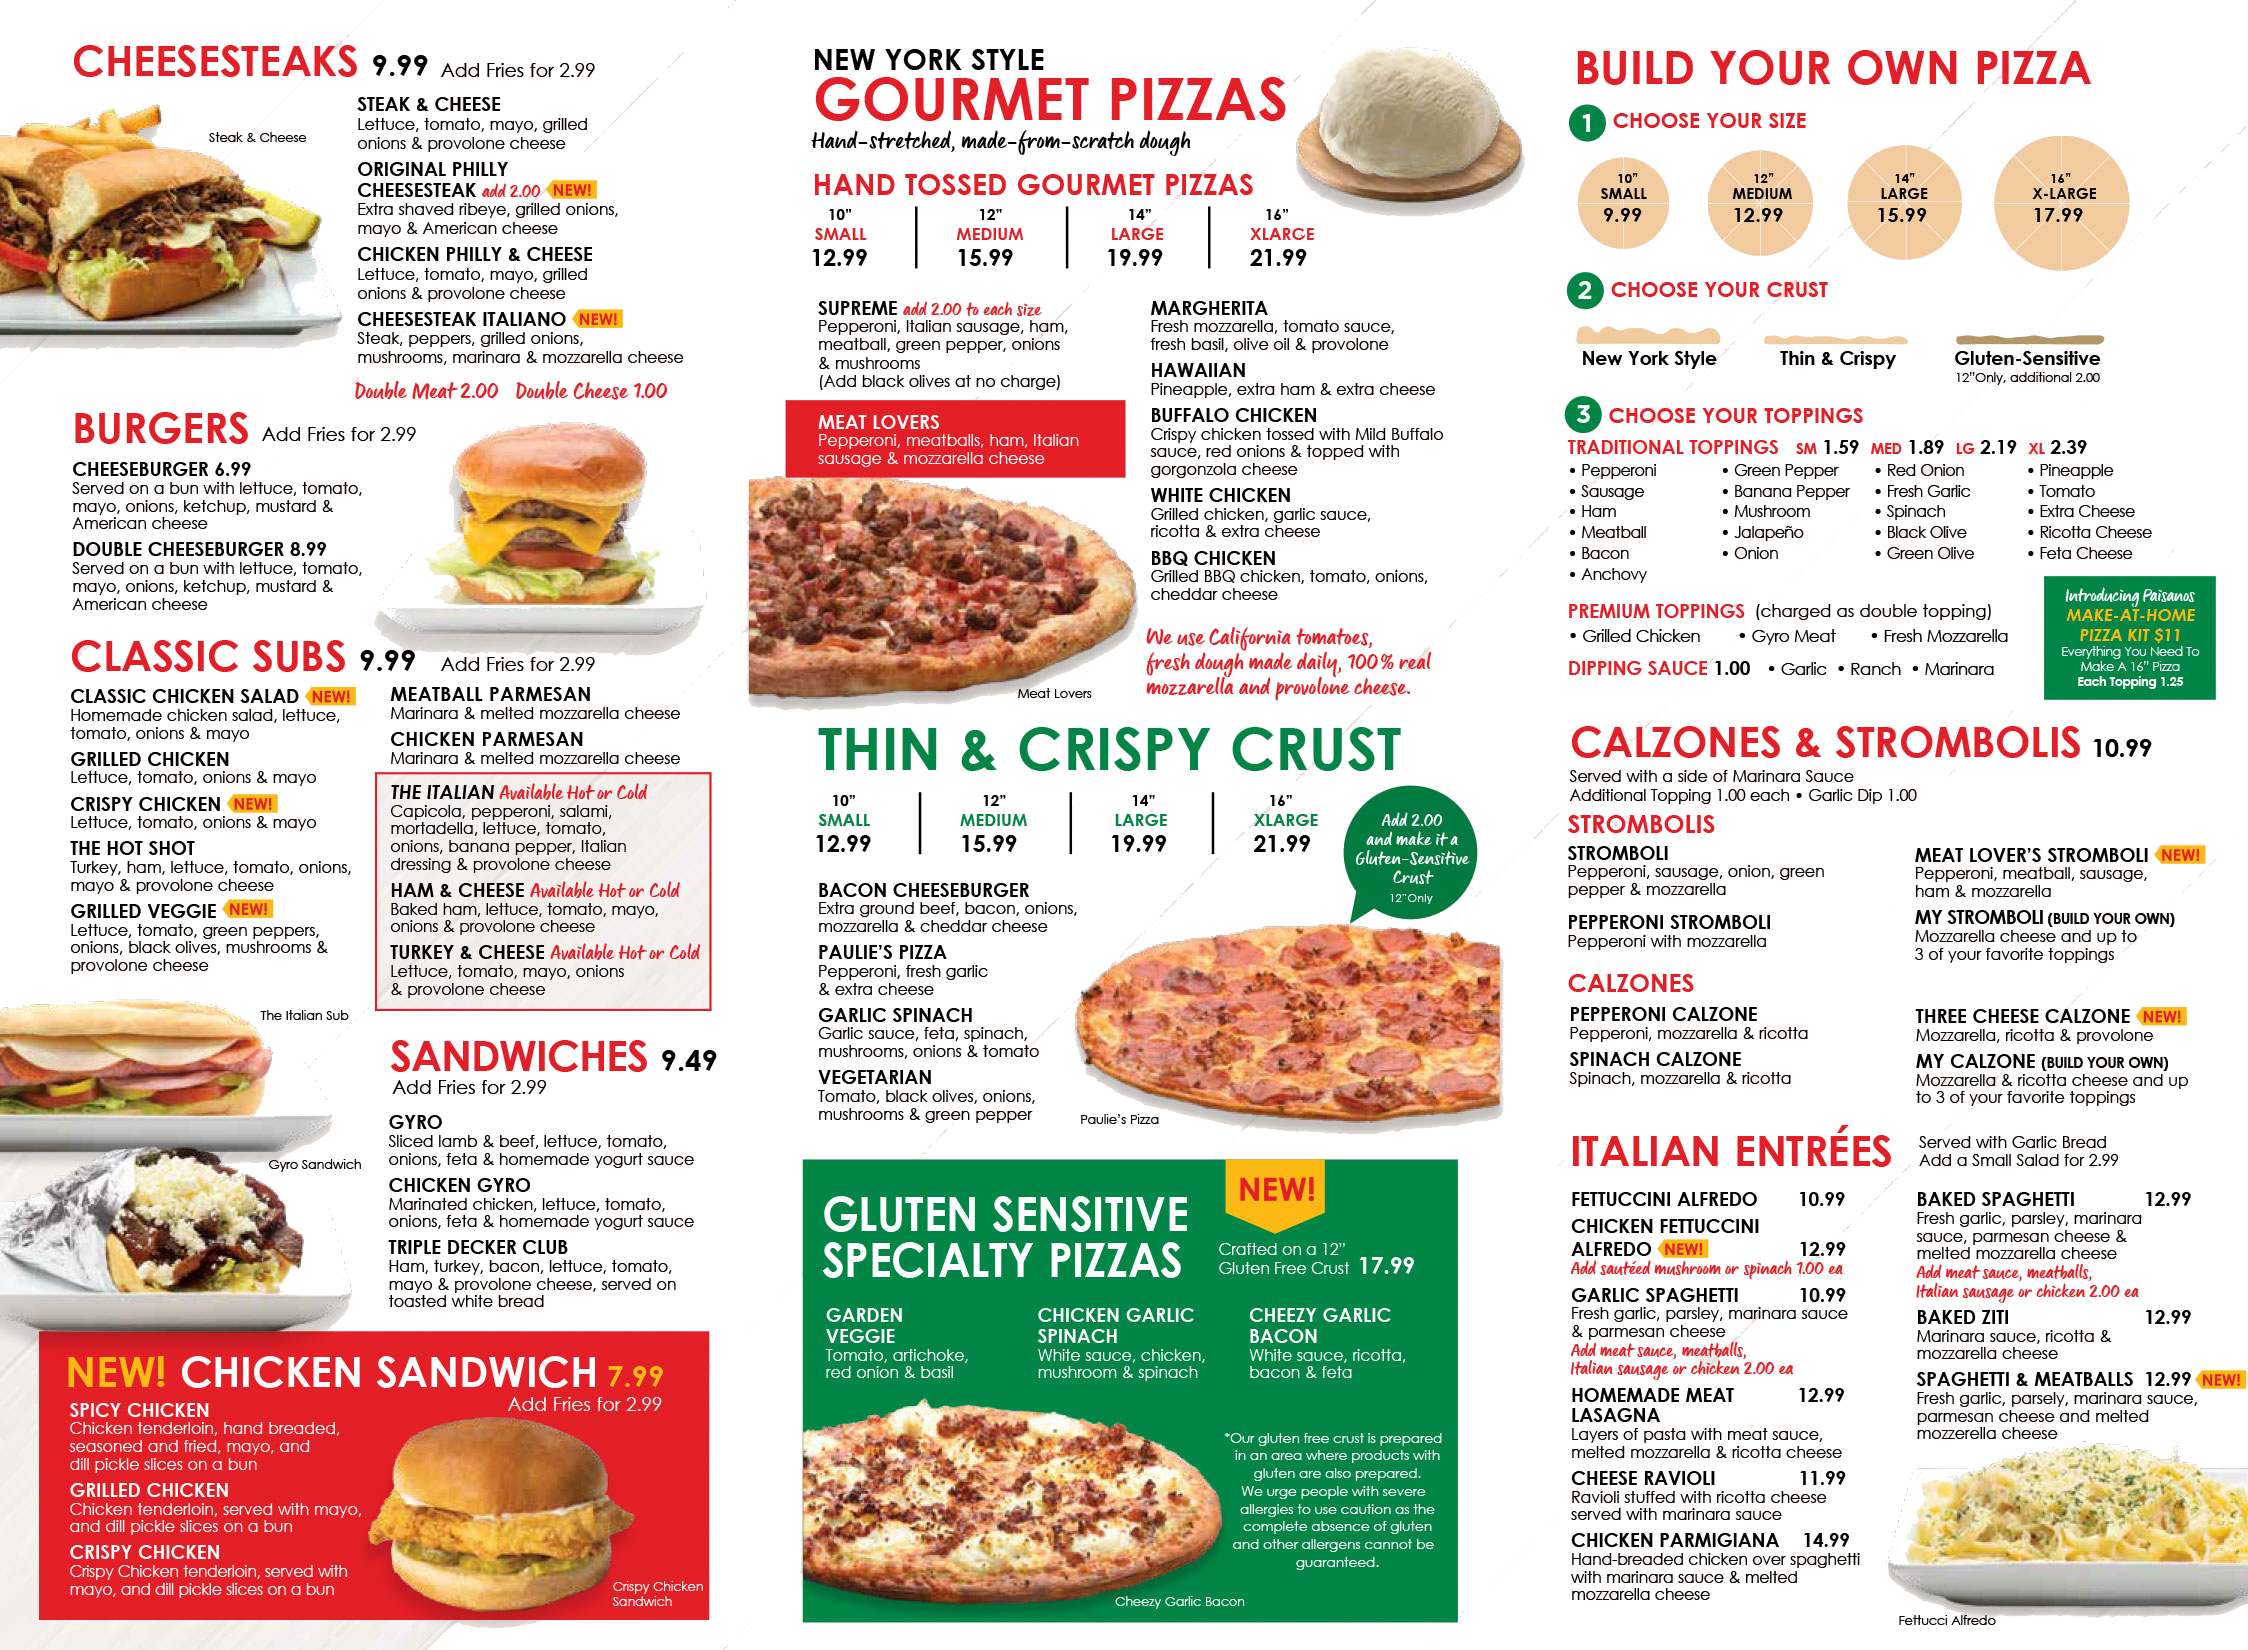 CHEESESTEAKS 9.99 Add Fries for 2.99
Steak & Cheese
STEAK & CHEESE
Lettuce, tomato, mayo, grilled
onions & provolone cheese
ORIGINAL PHILLY
CHEESESTEAK add 2.00 NEW!
Extra shaved ribeye, grilled onions,
mayo & American cheese
CHICKEN PHILLY & CHEESE
Lettuce, tomato, mayo, grilled
onions & provolone cheese
CHEESESTEAK ITALIANO NEW!
Steak, peppers, grilled onions,
mushrooms, marinara & mozzarella cheese
Double Meat 2.00 Double Cheese 1.00
BURGERS Add Fries for 2.99
CHEESEBURGER 6.99
Served on a bun with lettuce, tomato,
mayo, onions, ketchup, mustard &
American cheese
DOUBLE CHEESEBURGER 8.99
Served on a bun with lettuce, tomato,
mayo, onions, ketchup, mustard &
American cheese
CLASSIC SUBS 9.99 Add Fries for 2.99
CLASSIC CHICKEN SALAD NEW!
Homemade chicken salad, lettuce,
tomato, onions & mayo
GRILLED CHICKEN
Lettuce, tomato, onions & mayo
CRISPY CHICKEN NEW!
Lettuce, tomato, onions & mayo
THE HOT SHOT
Turkey, ham, lettuce, tomato, onions,
mayo & provolone cheese
GRILLED VEGGIE NEW!
Lettuce, tomato, green peppers,
onions, black olives, mushrooms &
provolone cheese
MEATBALL PARMESAN
Marinara & melted mozzarella cheese
CHICKEN PARMESAN
Marinara & melted mozzarella cheese
THE ITALIAN Available Hot or Cold
Capicola, pepperoni, salami,
mortadella, lettuce, tomato,
onions, banana pepper, Italian
dressing & provolone cheese
HAM & CHEESE Available Hot or Cold
Baked ham, lettuce, tomato, mayo,
onions & provolone cheese
TURKEY & CHEESE Available Hot or Cold
Lettuce, tomato, mayo, onions
& provolone cheese
The Italian Sub
SANDWICHES 9.49
Add Fries for 2.99
GYRO
Sliced lamb & beef, lettuce, tomato,
onions, feta & homemade yogurt sauce
Gyro Sandwich
CHICKEN GYRO
Marinated chicken, lettuce, tomato,
onions, feta & homemade yogurt sauce
TRIPLE DECKER CLUB
Ham, turkey, bacon, lettuce, tomato,
mayo & provolone cheese, served on
toasted white bread
NEW! CHICKEN SANDWICH 7.99
Add Fries for 2.99
SPICY CHICKEN
Chicken tenderloin, hand breaded,
seasoned and fried, mayo, and
dill pickle slices on a bun
GRILLED CHICKEN
Chicken tenderloin, served with mayo,
and dill pickle slices on a bun
CRISPY CHICKEN
Crispy Chicken tenderloin, served with
mayo, and dill pickle slices on a bun
Crispy Chicken
Sandwich
NEW YORK STYLE
GOURMET PIZZAS
Hand-stretched, made-from-scratch dough
HAND TOSSED GOURMET PIZZAS
10" 12" 14" 16"
SMALL MEDIUM LARGE XLARGE
12.99 15.99 19.99 21.99
SUPREME add 2.00 to each size
Pepperoni, Italian sausage, ham,
meatball, green pepper, onions
& mushrooms
(Add black olives at no charge)
MEAT LOVERS
Pepperoni, meatballs, ham, Italian
sausage & mozzarella cheese
Meat Lovers
MARGHERITA
Fresh mozzarella, tomato sauce,
fresh basil, olive oil & provolone
HAWAIIAN
Pineapple, extra ham & extra cheese
BUFFALO CHICKEN
Crispy chicken tossed with Mild Buffalo
sauce, red onions & topped with
gorgonzola cheese
WHITE CHICKEN
Grilled chicken, garlic sauce,
ricotta & extra cheese
BBQ CHICKEN
Grilled BBQ chicken, tomato, onions,
cheddar cheese
We use California tomatoes,
fresh dough made daily, 100% real
mozzarella and provolone cheese.
THIN & CRISPY CRUST
10" 12" 14" 16"
SMALL MEDIUM LARGE XLARGE
12.99 15.99 19.99 21.99
Add 2.00
and make it a
Gluten-Sensitive
Crust
12"Only
BACON CHEESEBURGER
Extra ground beef, bacon, onions,
mozzarella & cheddar cheese
PAULIE'S PIZZA
Pepperoni, fresh garlic
& extra cheese
GARLIC SPINACH
Garlic sauce, feta, spinach,
mushrooms, onions & tomato
VEGETARIAN
Tomato, black olives, onions,
mushrooms & green pepper
Paulie's Pizza
GLUTEN SENSITIVE
SPECIALTY PIZZAS
NEW!
Crafted on a 12"
Gluten Free Crust 17.99
GARDEN
VEGGIE
Tomato, artichoke,
red onion & basil
CHICKEN GARLIC
SPINACH
White sauce, chicken,
mushroom & spinach
CHEEZY GARLIC
BACON
White sauce, ricotta,
bacon & feta
*Our gluten free crust is prepared
in an area where products with
gluten are also prepared.
We urge people with severe
allergies to use caution as the
complete absence of gluten
and other allergens cannot be
guaranteed.
Cheezy Garlic Bacon
BUILD YOUR OWN PIZZA
1 CHOOSE YOUR SIZE
10" 12" 14" 16"
SMALL MEDIUM LARGE X-LARGE
9.99 12.99 15.99 17.99
2 CHOOSE YOUR CRUST
New York Style Thin & Crispy Gluten-Sensitive
12"Only, additional 2.00
3 CHOOSE YOUR TOPPINGS
TRADITIONAL TOPPINGS SM 1.59 MED 1.89 LG 2.19 XL 2.39
• Pepperoni • Green Pepper • Red Onion • Pineapple
• Sausage • Banana Pepper • Fresh Garlic • Tomato
• Ham • Mushroom • Spinach • Extra Cheese
• Meatball • Jalapeño • Black Olive • Ricotta Cheese
• Bacon • Onion • Green Olive • Feta Cheese
• Anchovy
PREMIUM TOPPINGS (charged as double topping)
• Grilled Chicken • Gyro Meat • Fresh Mozzarella
DIPPING SAUCE 1.00 • Garlic • Ranch • Marinara
Introducing Paisanos
MAKE-AT-HOME
PIZZA KIT $11
Everything You Need To
Make A 16" Pizza
Each Topping 1.25
CALZONES & STROMBOLIS 10.99
Served with a side of Marinara Sauce
Additional Topping 1.00 each • Garlic Dip 1.00
STROMBOLIS
STROMBOLI
Pepperoni, sausage, onion, green
pepper & mozzarella
PEPPERONI STROMBOLI
Pepperoni with mozzarella
MEAT LOVER'S STROMBOLI NEW!
Pepperoni, meatball, sausage,
ham & mozzarella
MY STROMBOLI (BUILD YOUR OWN)
Mozzarella cheese and up to
3 of your favorite toppings
CALZONES
PEPPERONI CALZONE
Pepperoni, mozzarella & ricotta
SPINACH CALZONE
Spinach, mozzarella & ricotta
THREE CHEESE CALZONE NEW!
Mozzarella, ricotta & provolone
MY CALZONE (BUILD YOUR OWN)
Mozzarella & ricotta cheese and up
to 3 of your favorite toppings
ITALIAN ENTRÉES
Served with Garlic Bread
Add a Small Salad for 2.99
FETTUCCINI ALFREDO 10.99
CHICKEN FETTUCCINI
ALFREDO NEW! 12.99
Add sautéed mushroom or spinach 1.00 ea
GARLIC SPAGHETTI 10.99
Fresh garlic, parsley, marinara sauce
& parmesan cheese
Add meat sauce, meatballs,
Italian sausage or chicken 2.00 ea
HOMEMADE MEAT 12.99
LASAGNA
Layers of pasta with meat sauce,
melted mozzarella & ricotta cheese
CHEESE RAVIOLI 11.99
Ravioli stuffed with ricotta cheese
served with marinara sauce
CHICKEN PARMIGIANA 14.99
Hand-breaded chicken over spaghetti
with marinara sauce & melted
mozzarella cheese
BAKED SPAGHETTI 12.99
Fresh garlic, parsley, marinara
sauce, parmesan cheese &
melted mozzarella cheese
Add meat sauce, meatballs,
Italian sausage or chicken 2.00 ea
BAKED ZITI 12.99
Marinara sauce, ricotta &
mozzarella cheese
SPAGHETTI & MEATBALLS 12.99 NEW!
Fresh garlic, parsely, marinara sauce,
parmesan cheese and melted
mozzerella cheese
Fettucci Alfredo